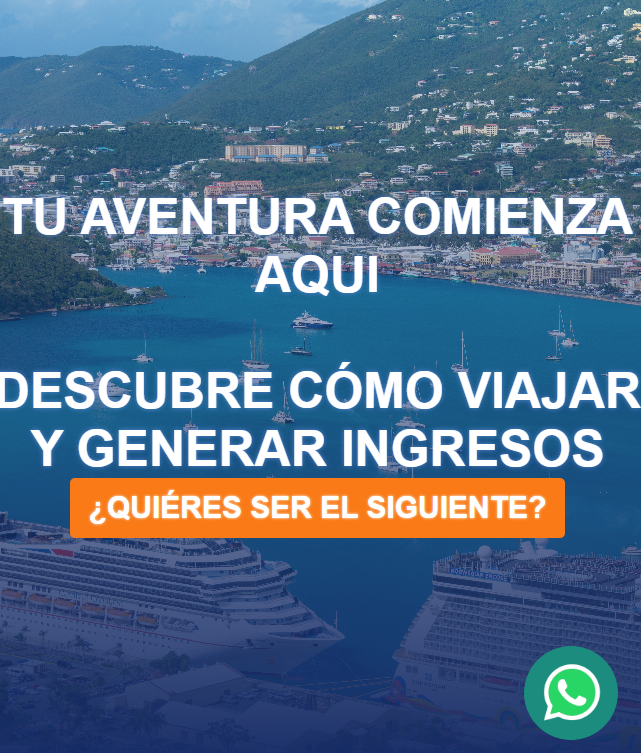 TU AVENTURA COMIENZA
AQUI
DESCUBRE CÓMO VIAJAR
Y GENERAR INGRESOS
¿QUIÉRES SER EL SIGUIENTE?